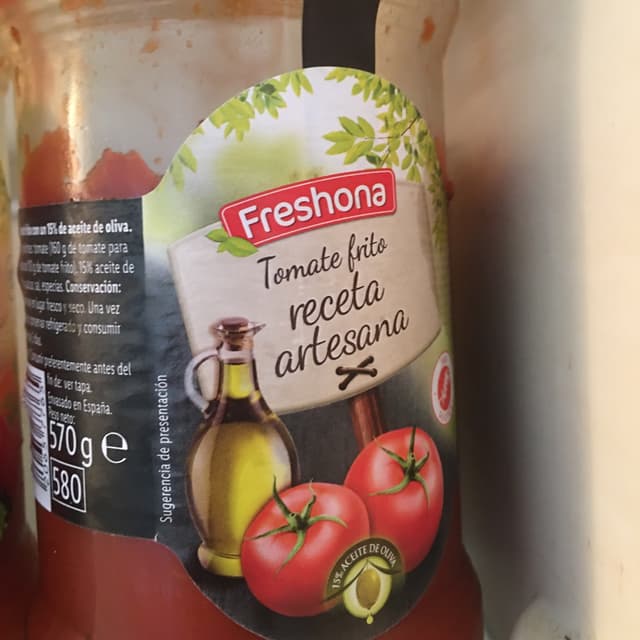 Freshona
Tomate frito
receta
artesana
con un 15% de aceite de oliva.
tomate (160 g de tomate para
g de tomate frito), 15% aceite de
sal, especias. Conservación:
lugar fresco y seco. Una vez
refrigerado y consumir
preferentemente antes del
fin de: ver tapa.
Envasado en España.
Peso neto:
570 g e
580
Sugerencia de presentación
15% ACEITE DE OLIVA